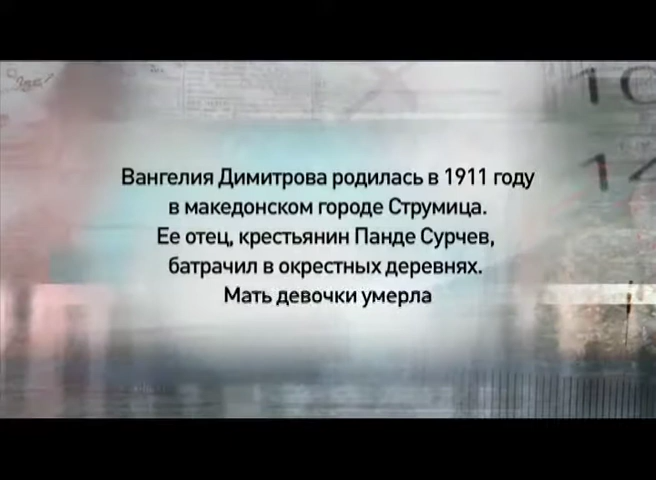 Вангелия Димитрова родилась в 1911 году
в македонском городе Струмица.
Ее отец, крестьянин Панде Сурчев,
батрачил в окрестных деревнях.
Мать девочки умерла